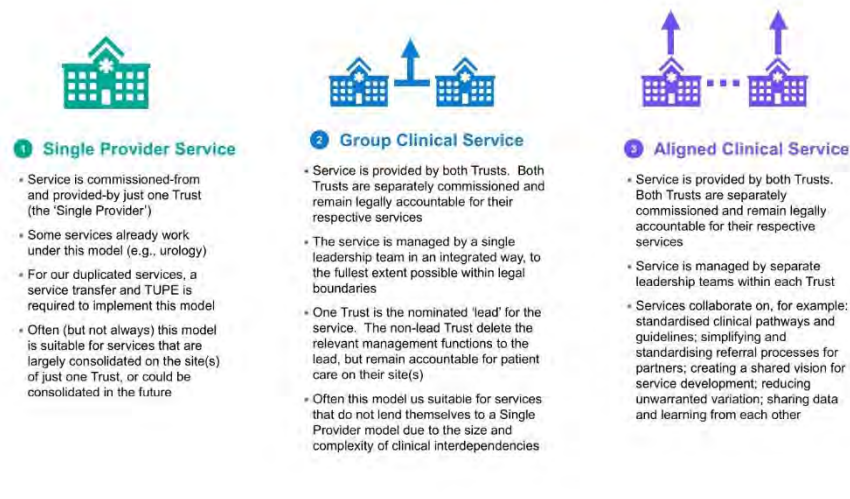 1 Single Provider Service
• Service is commissioned-from
and provided-by just one Trust
(the 'Single Provider')
• Some services already work
under this model (e.g., urology)
• For our duplicated services, a
service transfer and TUPE is
required to implement this model
• Often (but not always) this model
is suitable for services that are
largely consolidated on the site(s)
of just one Trust, or could be
consolidated in the future
2 Group Clinical Service
• Service is provided by both Trusts. Both
Trusts are separately commissioned and
remain legally accountable for their
respective services
• The service is managed by a single
leadership team in an integrated way, to
the fullest extent possible within legal
boundaries
• One Trust is the nominated 'lead' for the
service. The non-lead Trust delete the
relevant management functions to the
lead, but remain accountable for patient
care on their site(s)
• Often this model us suitable for services
that do not lend themselves to a Single
Provider model due to the size and
complexity of clinical interdependencies
3 Aligned Clinical Service
• Service is provided by both Trusts.
Both Trusts are separately
commissioned and remain legally
accountable for their respective
services
• Service is managed by separate
leadership teams within each Trust
• Services collaborate on, for example:
standardised clinical pathways and
guidelines; simplifying and
standardising referral processes for
partners; creating a shared vision for
service development; reducing
unwarranted variation; sharing data
and learning from each other